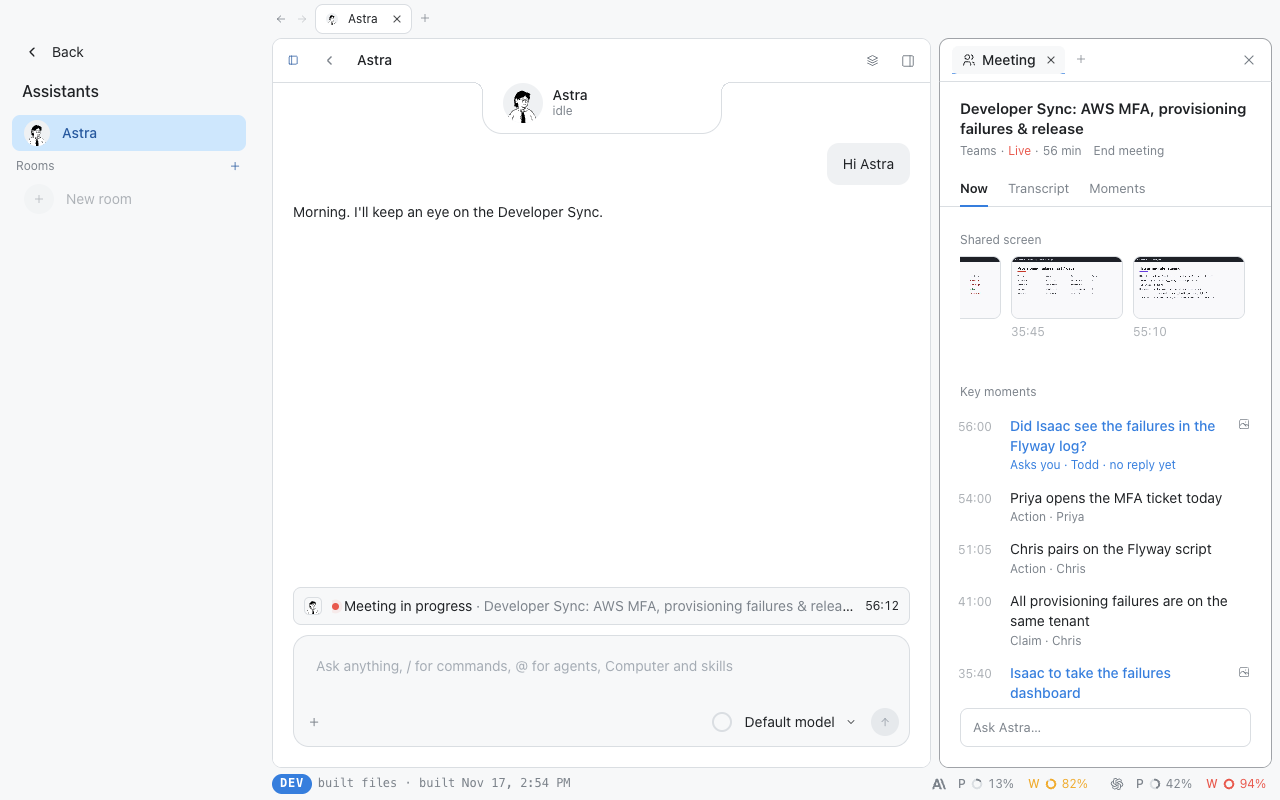 Astra
Back
Assistants
Astra
Rooms
New room
Astra
Astra
idle
Hi Astra
Morning. I'll keep an eye on the Developer Sync.
Meeting in progress · Developer Sync: AWS MFA, provisioning failures & relea... 56:12
Ask anything, / for commands, @ for agents, Computer and skills
Default model
Meeting
Developer Sync: AWS MFA, provisioning
failures & release
Teams · Live · 56 min End meeting
Now Transcript Moments
Shared screen
35:45 55:10
Key moments
56:00 Did Isaac see the failures in the
Flyway log?
Asks you · Todd · no reply yet
54:00 Priya opens the MFA ticket today
Action · Priya
51:05 Chris pairs on the Flyway script
Action · Chris
41:00 All provisioning failures are on the
same tenant
Claim · Chris
35:40 Isaac to take the failures
dashboard
Ask Astra...
DEV built files · built Nov 17, 2:54 PM
P 13% W 82% P 42% W 94%